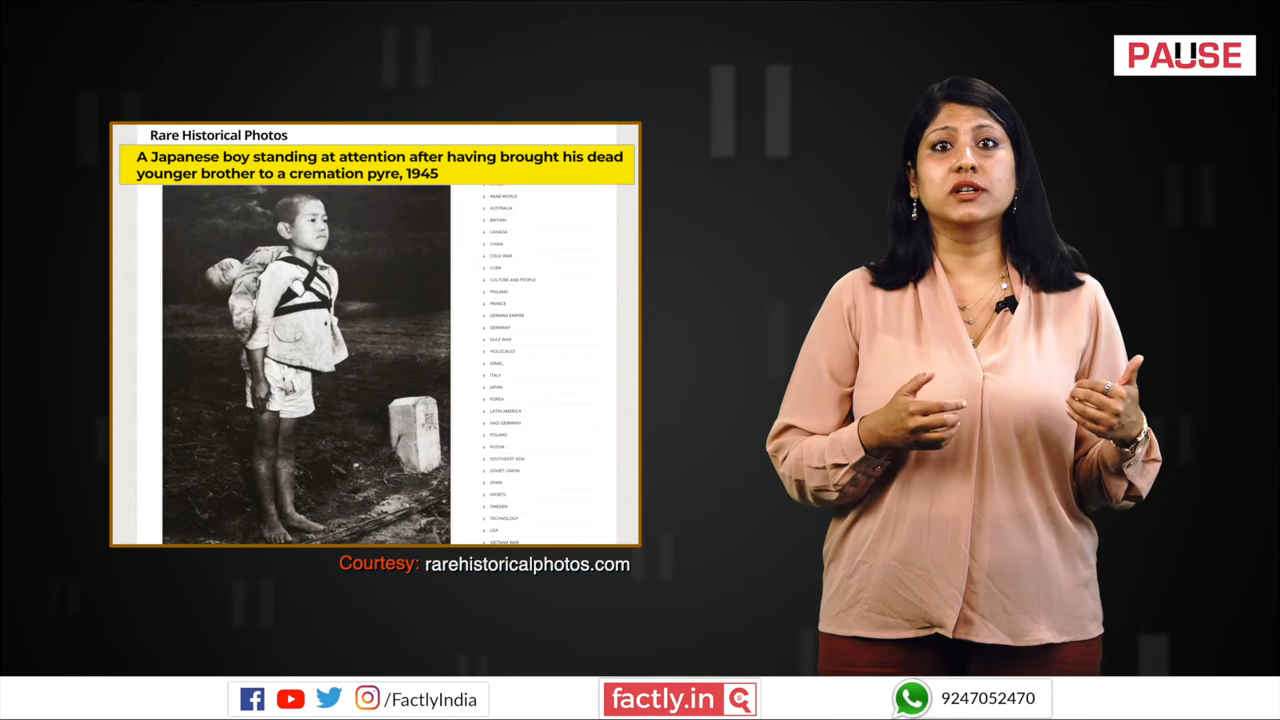 PAUSE
Rare Historical Photos
A Japanese boy standing at attention after having brought his dead
younger brother to a cremation pyre, 1945
ARAB WORLD
AUSTRALIA
BRITAIN
CANADA
CHINA
COLD WAR
CUBA
CULTURE AND PEOPLE
FINLAND
FRANCE
GERMAN EMPIRE
GERMANY
GULF WAR
HOLOCAUST
ISRAEL
ITALY
JAPAN
KOREA
LATIN AMERICA
NAZI GERMANY
POLAND
RUSSIA
SOUTHEAST ASIA
SOVIET UNION
SPAIN
SPORTS
SWEDEN
TECHNOLOGY
USA
VIETNAM WAR
Courtesy: rarehistoricalphotos.com
/FactlyIndia
factly.in
9247052470